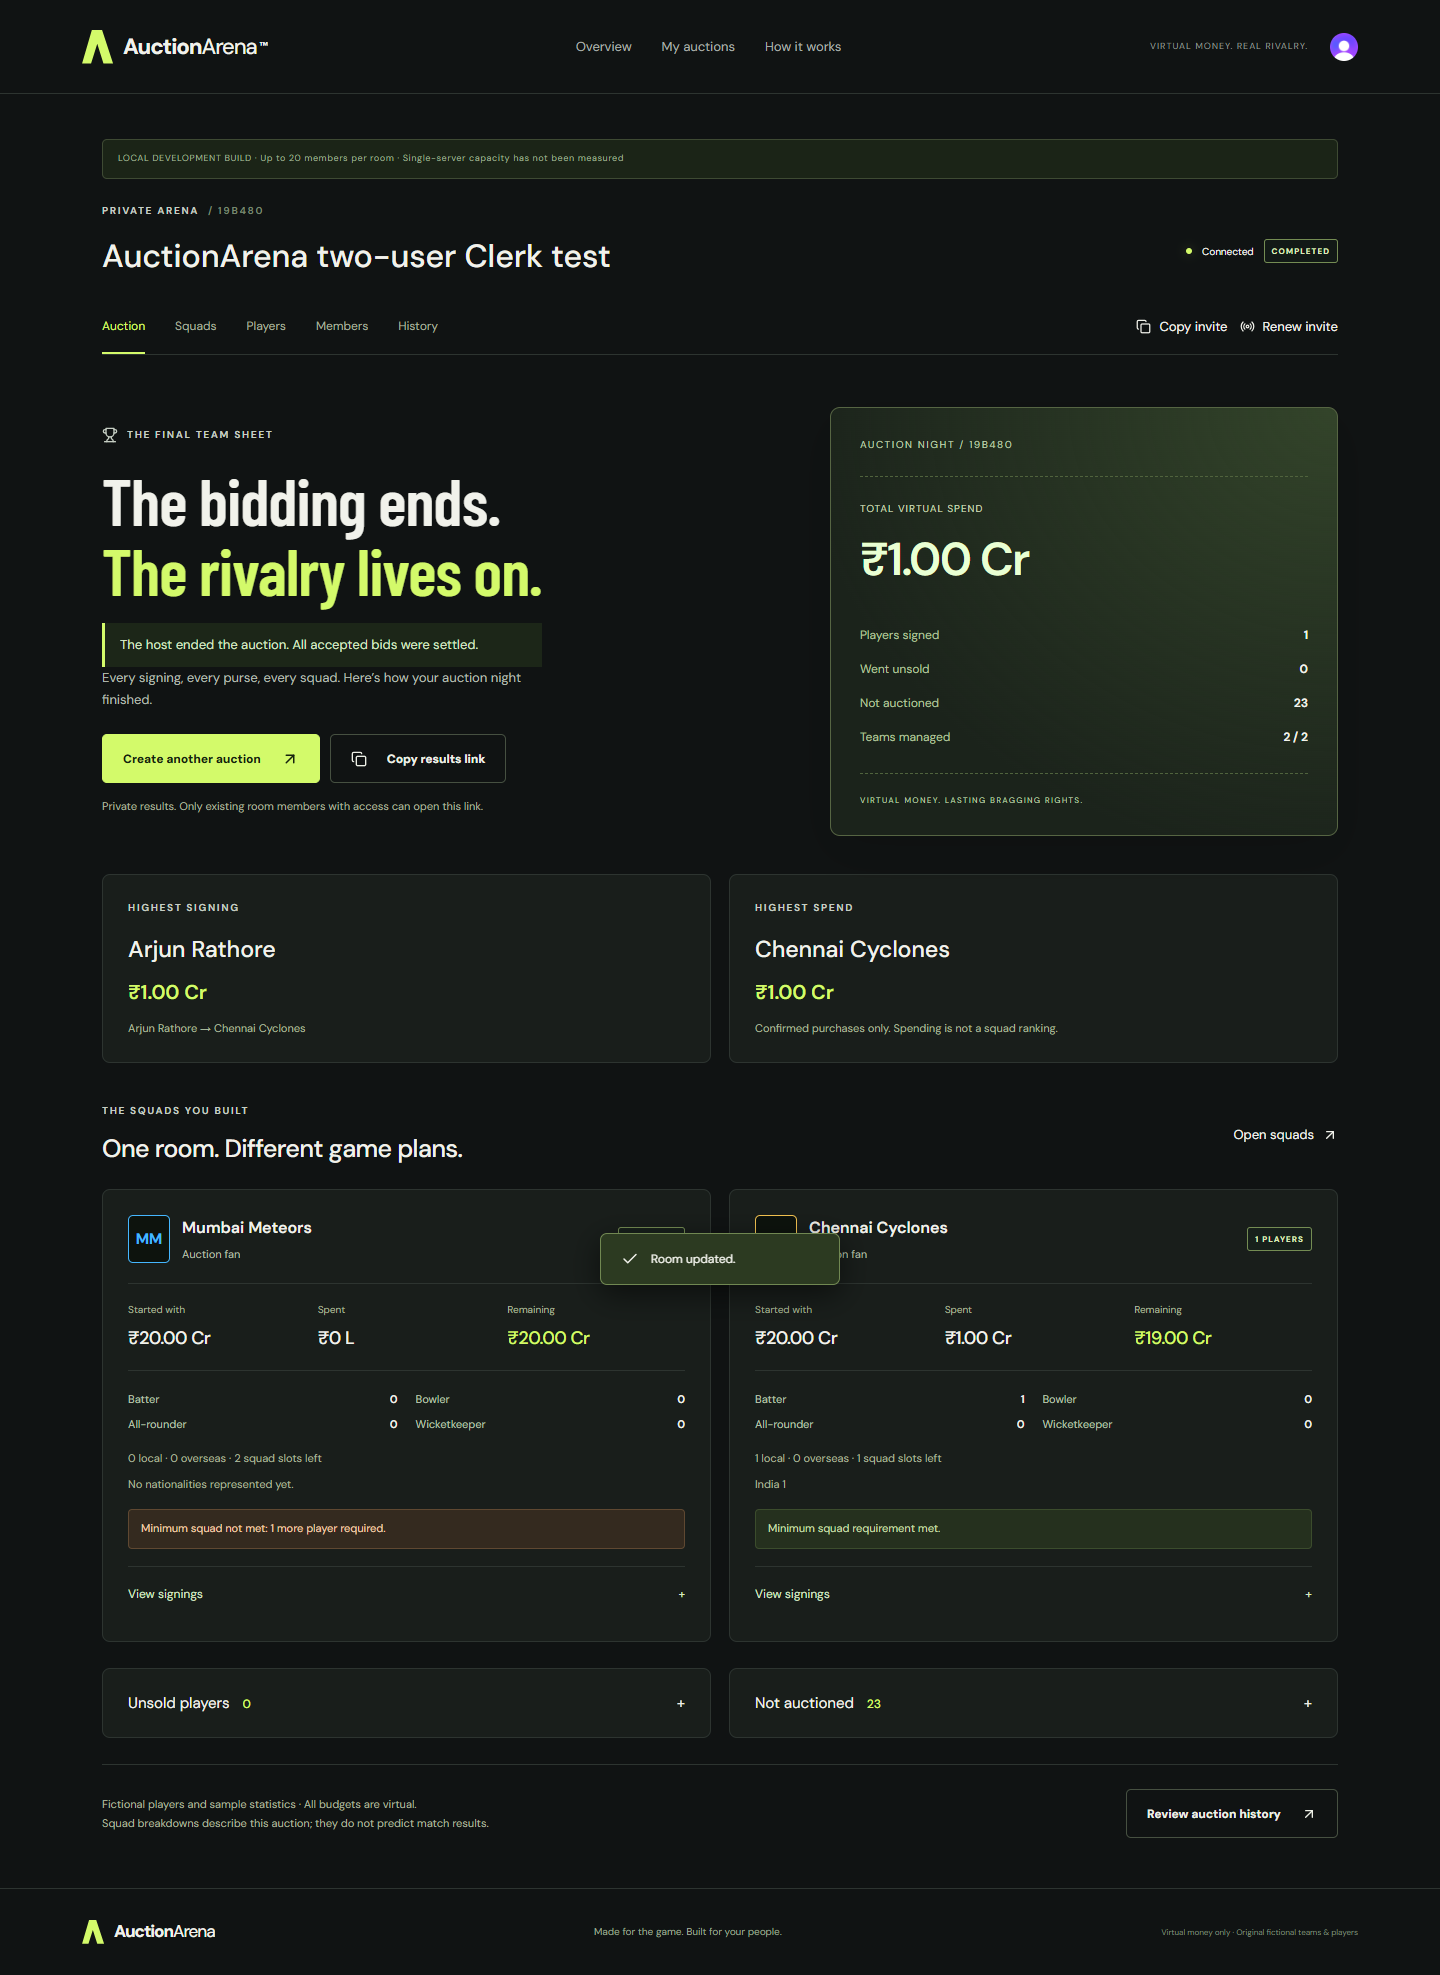 AuctionArena™
Overview
My auctions
How it works
VIRTUAL MONEY. REAL RIVALRY.
LOCAL DEVELOPMENT BUILD · Up to 20 members per room · Single-server capacity has not been measured
PRIVATE ARENA / 19B480
AuctionArena two-user Clerk test
Connected
COMPLETED
Auction
Squads
Players
Members
History
Copy invite
Renew invite
THE FINAL TEAM SHEET
The bidding ends.
The rivalry lives on.
The host ended the auction. All accepted bids were settled.
Every signing, every purse, every squad. Here's how your auction night
finished.
Create another auction
Copy results link
Private results. Only existing room members with access can open this link.
AUCTION NIGHT / 19B480
TOTAL VIRTUAL SPEND
₹1.00 Cr
Players signed 1
Went unsold 0
Not auctioned 23
Teams managed 2 / 2
VIRTUAL MONEY. LASTING BRAGGING RIGHTS.
HIGHEST SIGNING
Arjun Rathore
₹1.00 Cr
Arjun Rathore → Chennai Cyclones
HIGHEST SPEND
Chennai Cyclones
₹1.00 Cr
Confirmed purchases only. Spending is not a squad ranking.
THE SQUADS YOU BUILT
One room. Different game plans.
Open squads
MM
Mumbai Meteors
Auction fan
Started with Spent Remaining
₹20.00 Cr ₹0 L ₹20.00 Cr
Batter 0 Bowler 0
All-rounder 0 Wicketkeeper 0
0 local · 0 overseas · 2 squad slots left
No nationalities represented yet.
Minimum squad not met: 1 more player required.
View signings +
Room updated.
Chennai Cyclones
fan
1 PLAYERS
Started with Spent Remaining
₹20.00 Cr ₹1.00 Cr ₹19.00 Cr
Batter 1 Bowler 0
All-rounder 0 Wicketkeeper 0
1 local · 0 overseas · 1 squad slots left
India 1
Minimum squad requirement met.
View signings +
Unsold players 0 +
Not auctioned 23 +
Fictional players and sample statistics · All budgets are virtual.
Squad breakdowns describe this auction; they do not predict match results.
Review auction history
AuctionArena
Made for the game. Built for your people.
Virtual money only · Original fictional teams & players